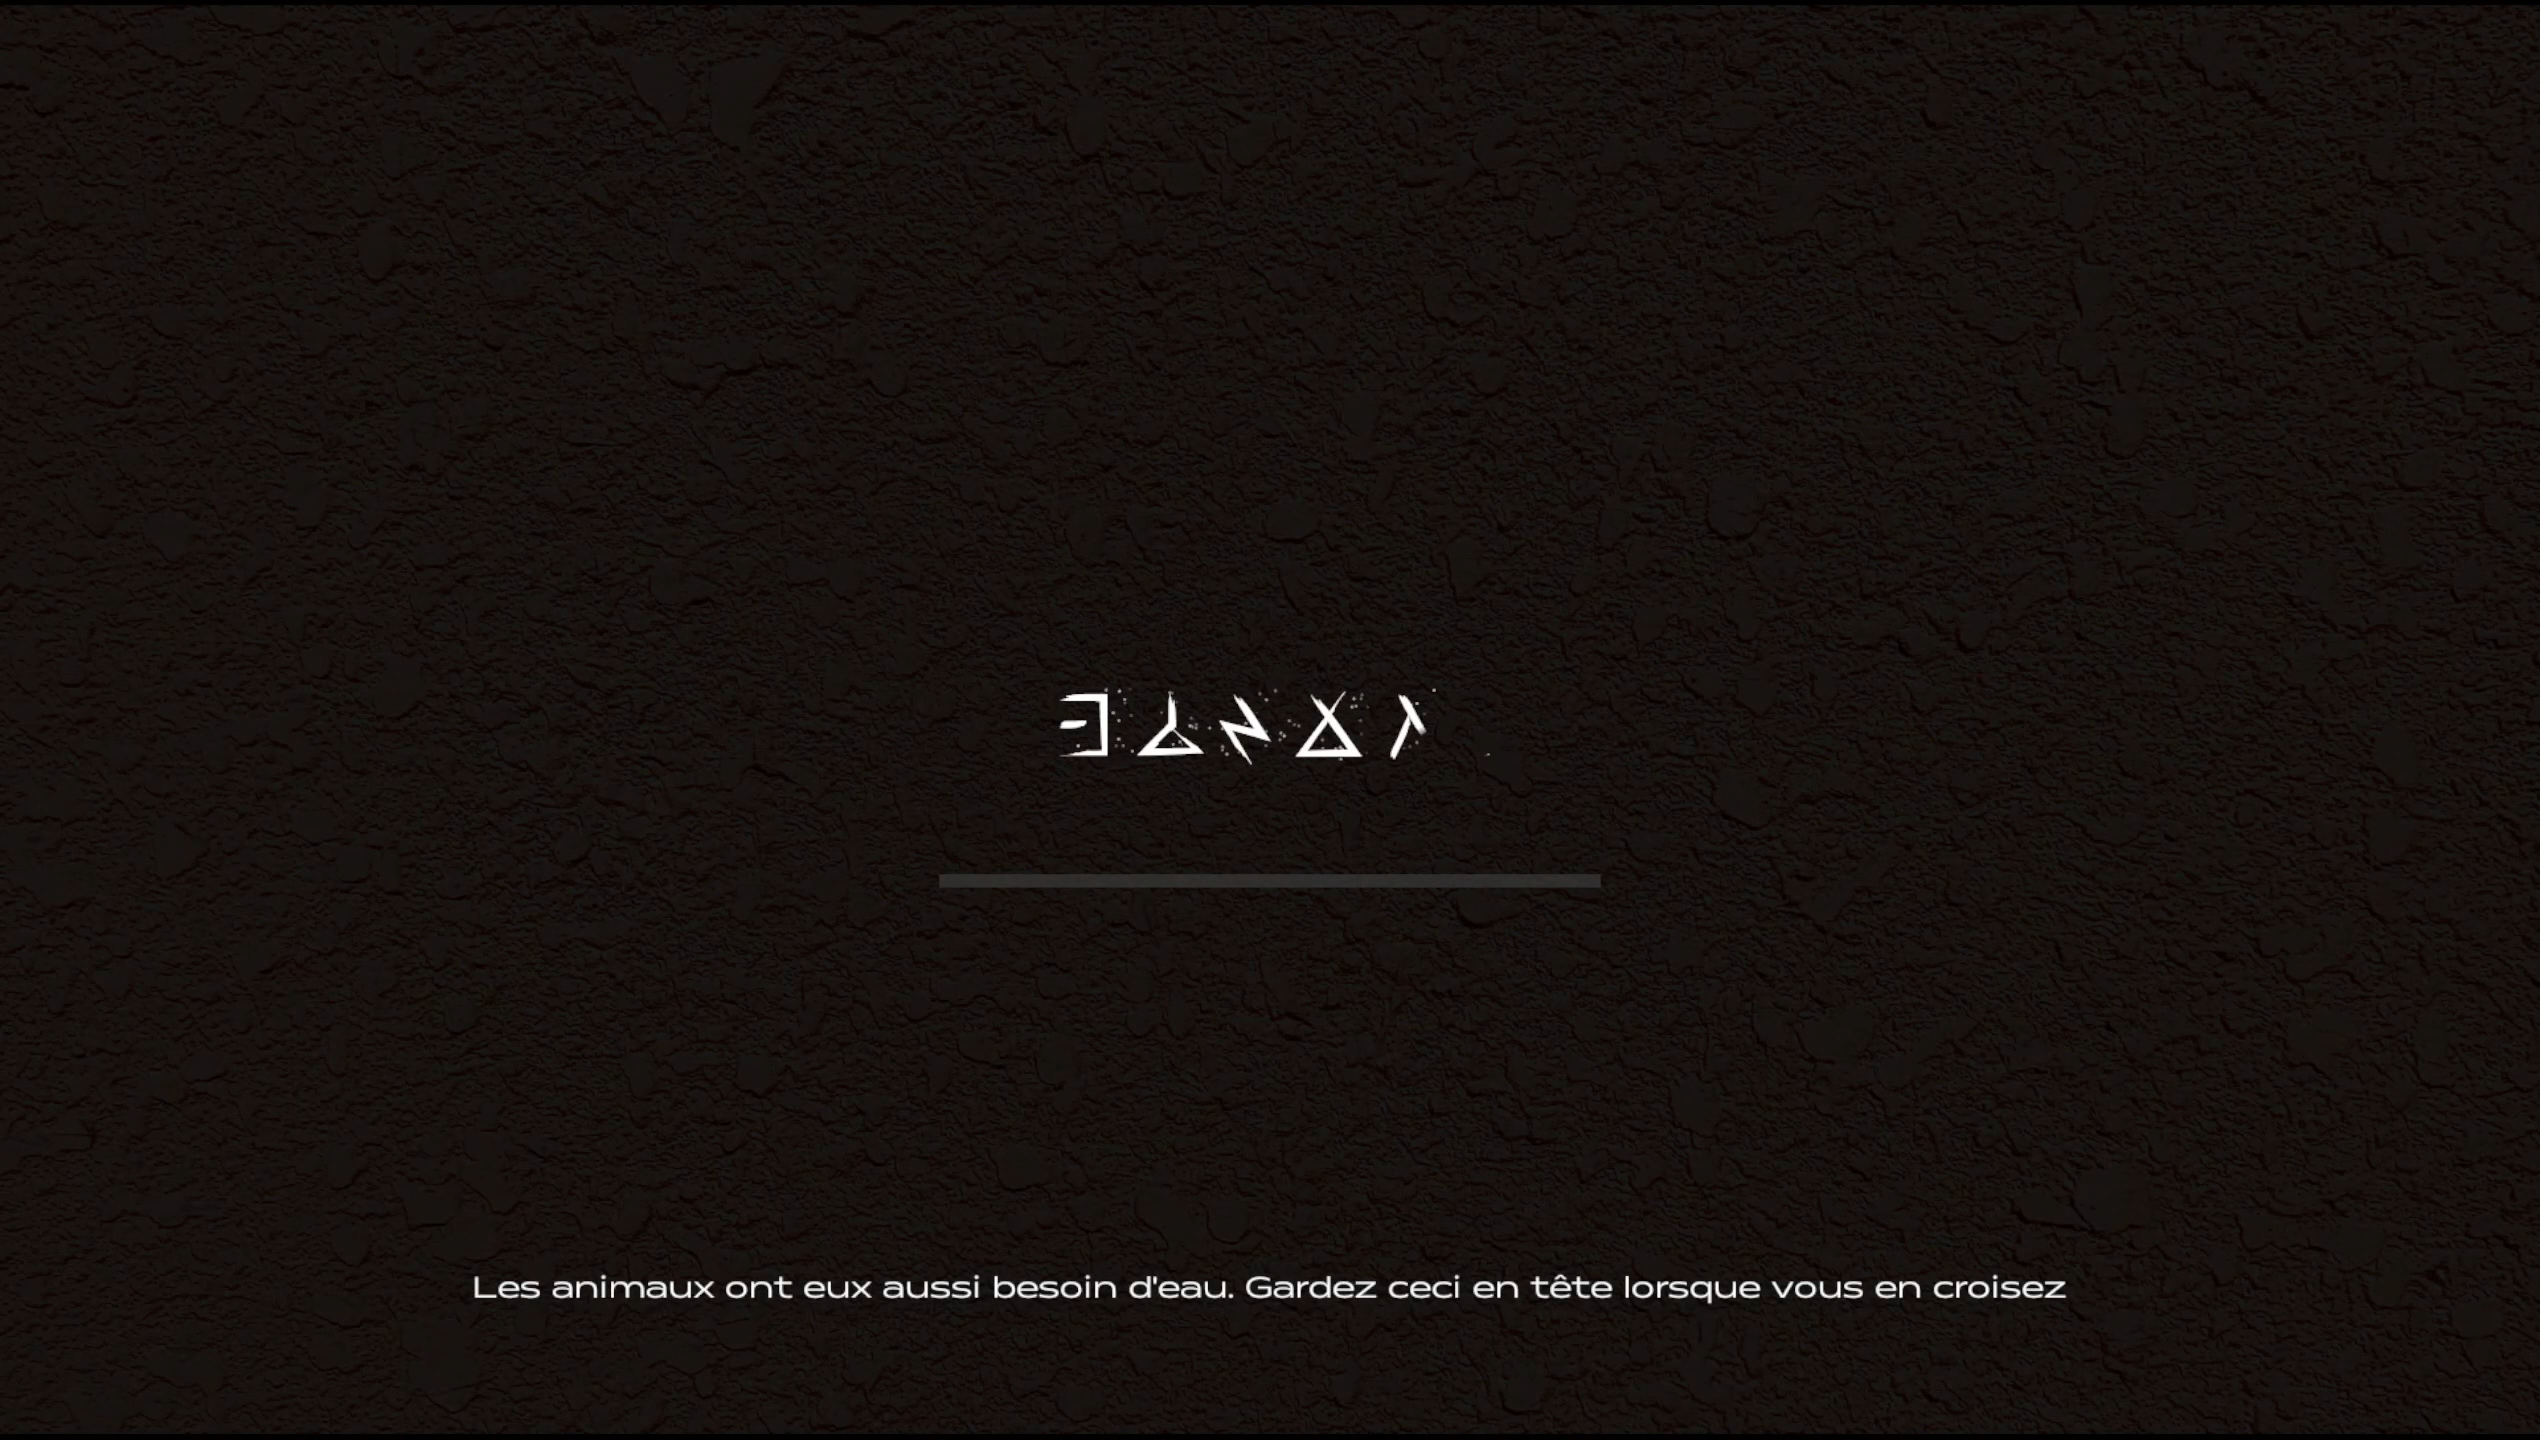 Les animaux ont eux aussi besoin d'eau. Gardez ceci en tête lorsque vous en croisez